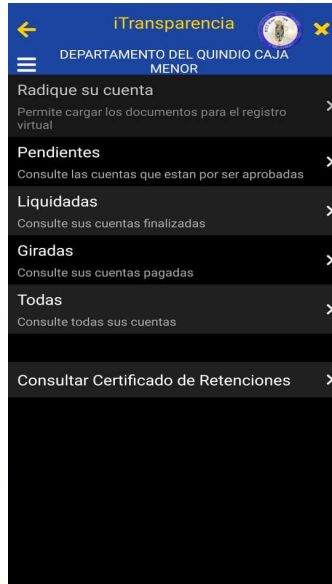 iTransparencia
DEPARTAMENTO DEL QUINDIO CAJA
MENOR
Radique su cuenta
Permite cargar los documentos para el registro
virtual
Pendientes
Consulte las cuentas que estan por ser aprobadas
Liquidadas
Consulte sus cuentas finalizadas
Giradas
Consulte sus cuentas pagadas
Todas
Consulte todas sus cuentas
Consultar Certificado de Retenciones